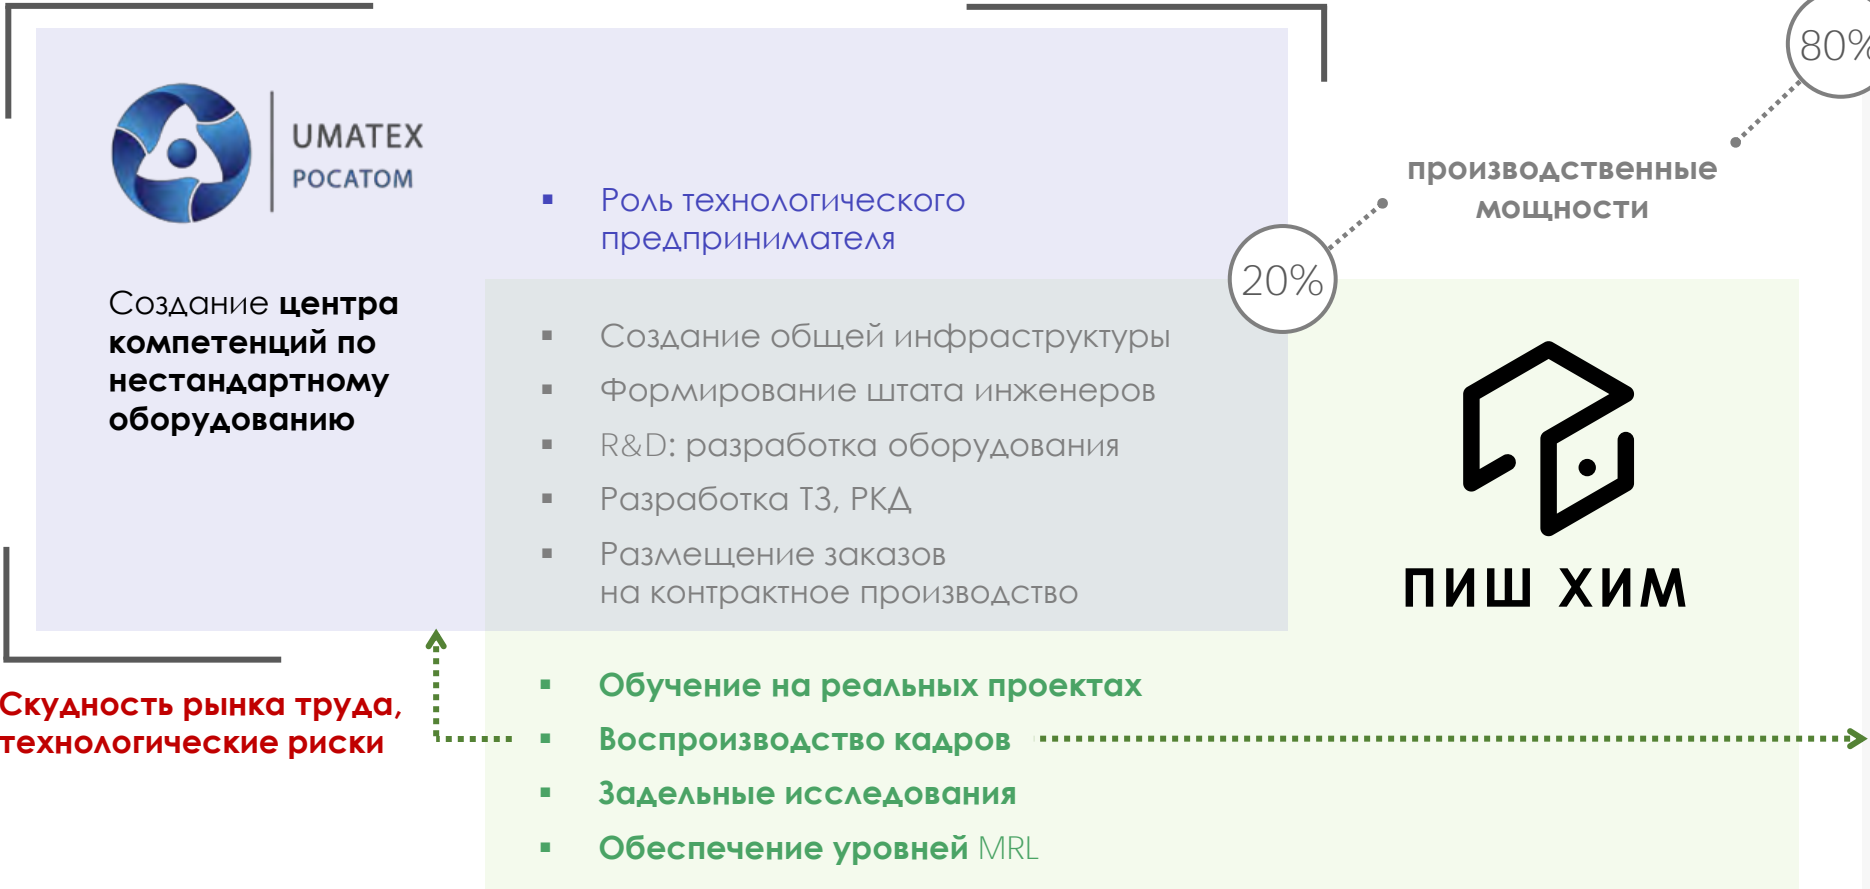 UMATEX
РОСАТОМ
Создание центра
компетенций по
нестандартному
оборудованию
▪ Роль технологического
предпринимателя
▪ Создание общей инфраструктуры
▪ Формирование штата инженеров
▪ R&D: разработка оборудования
▪ Разработка ТЗ, РКД
▪ Размещение заказов
на контрактное производство
20%
производственные
мощности
80%
ПИШ ХИМ
Скудность рынка труда,
технологические риски
▪ Обучение на реальных проектах
▪ Воспроизводство кадров
▪ Задельные исследования
▪ Обеспечение уровней MRL